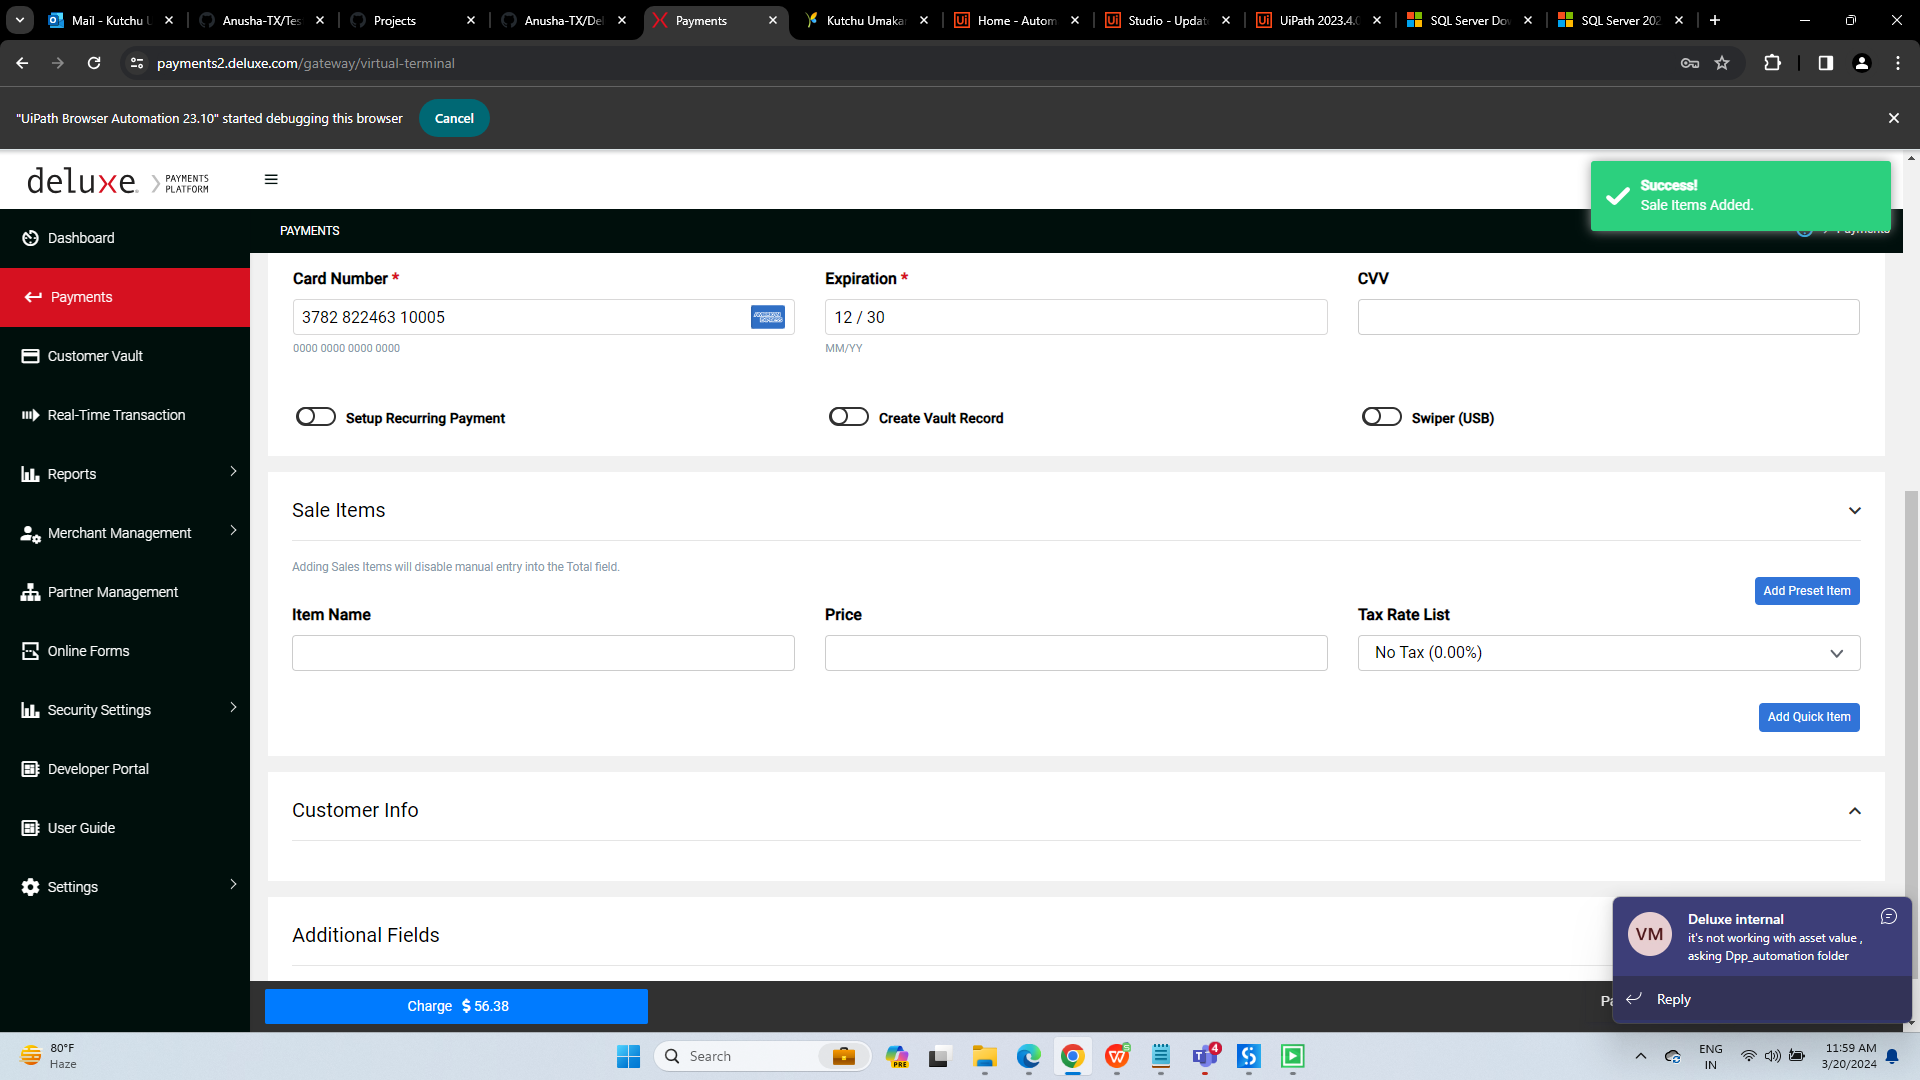 Mail - Kutchu U
Anusha-TX/Tes
Projects
Anusha-TX/Del
Payments
Kutchu Umakan
Home - Autom
Studio - Updat
UiPath 2023.4.0
SQL Server Dow
SQL Server 202
payments2.deluxe.com/gateway/virtual-terminal
"UiPath Browser Automation 23.10" started debugging this browser
Cancel
deluxe.
PAYMENTS
PLATFORM
Success!
Sale Items Added.
Dashboard
PAYMENTS
Payments
Payments
Customer Vault
Real-Time Transaction
Reports
Merchant Management
Partner Management
Online Forms
Security Settings
Developer Portal
User Guide
Settings
Card Number *
Expiration *
CVV
3782 822463 10005
12 / 30
0000 0000 0000 0000
MM/YY
Setup Recurring Payment
Create Vault Record
Swiper (USB)
Sale Items
Adding Sales Items will disable manual entry into the Total field.
Add Preset Item
Item Name
Price
Tax Rate List
No Tax (0.00%)
Add Quick Item
Customer Info
Additional Fields
Charge $ 56.38
Pa
VM
Deluxe internal
it's not working with asset value ,
asking Dpp_automation folder
Reply
80°F
Haze
Search
PRE
4
ENG
IN
11:59 AM
3/20/2024